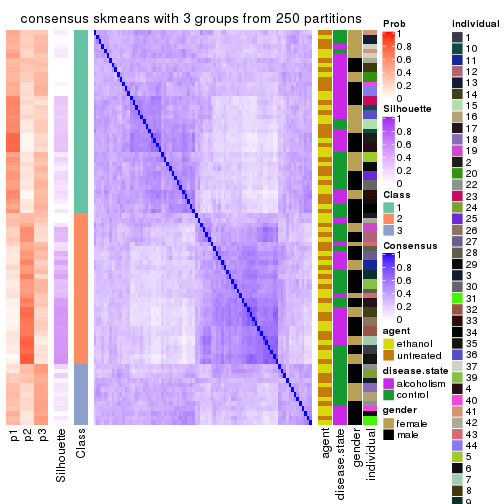 consensus skmeans with 3 groups from 250 partitions
p1
p2
p3
Silhouette
Class
agent
disease.state
gender
individual
Prob
1
0.8
0.6
0.4
0.2
0
Silhouette
1
0.8
0.6
0.4
0.2
0
Class
1
2
3
Consensus
1
0.8
0.6
0.4
0.2
0
agent
ethanol
untreated
disease.state
alcoholism
control
gender
female
male
individual
1
10
11
12
13
14
15
16
17
18
19
2
20
22
23
24
25
26
27
28
29
3
30
31
32
33
34
35
36
37
39
4
40
41
42
43
44
5
6
7
8
9